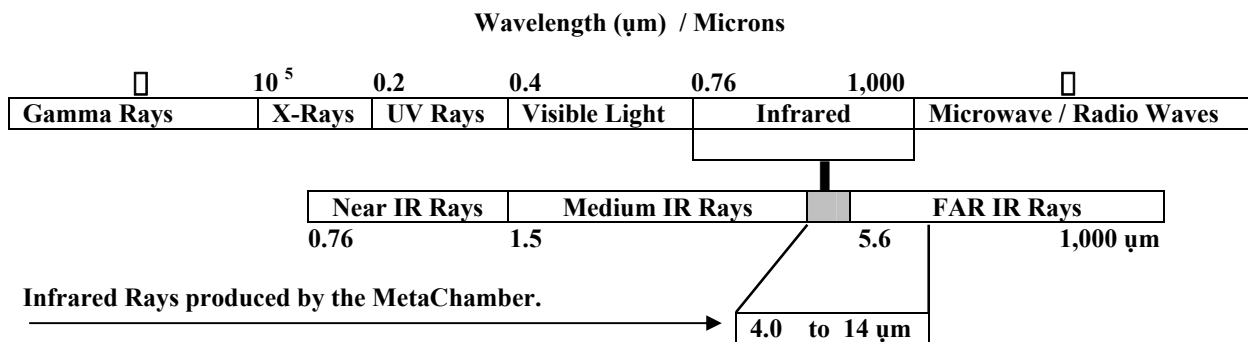 Wavelength (ụm) / Microns
10 5 0.2 0.4 0.76 1,000
Gamma Rays X-Rays UV Rays Visible Light Infrared Microwave / Radio Waves
Near IR Rays Medium IR Rays FAR IR Rays
0.76 1.5 5.6 1,000 ụm
Infrared Rays produced by the MetaChamber.
4.0 to 14 ụm